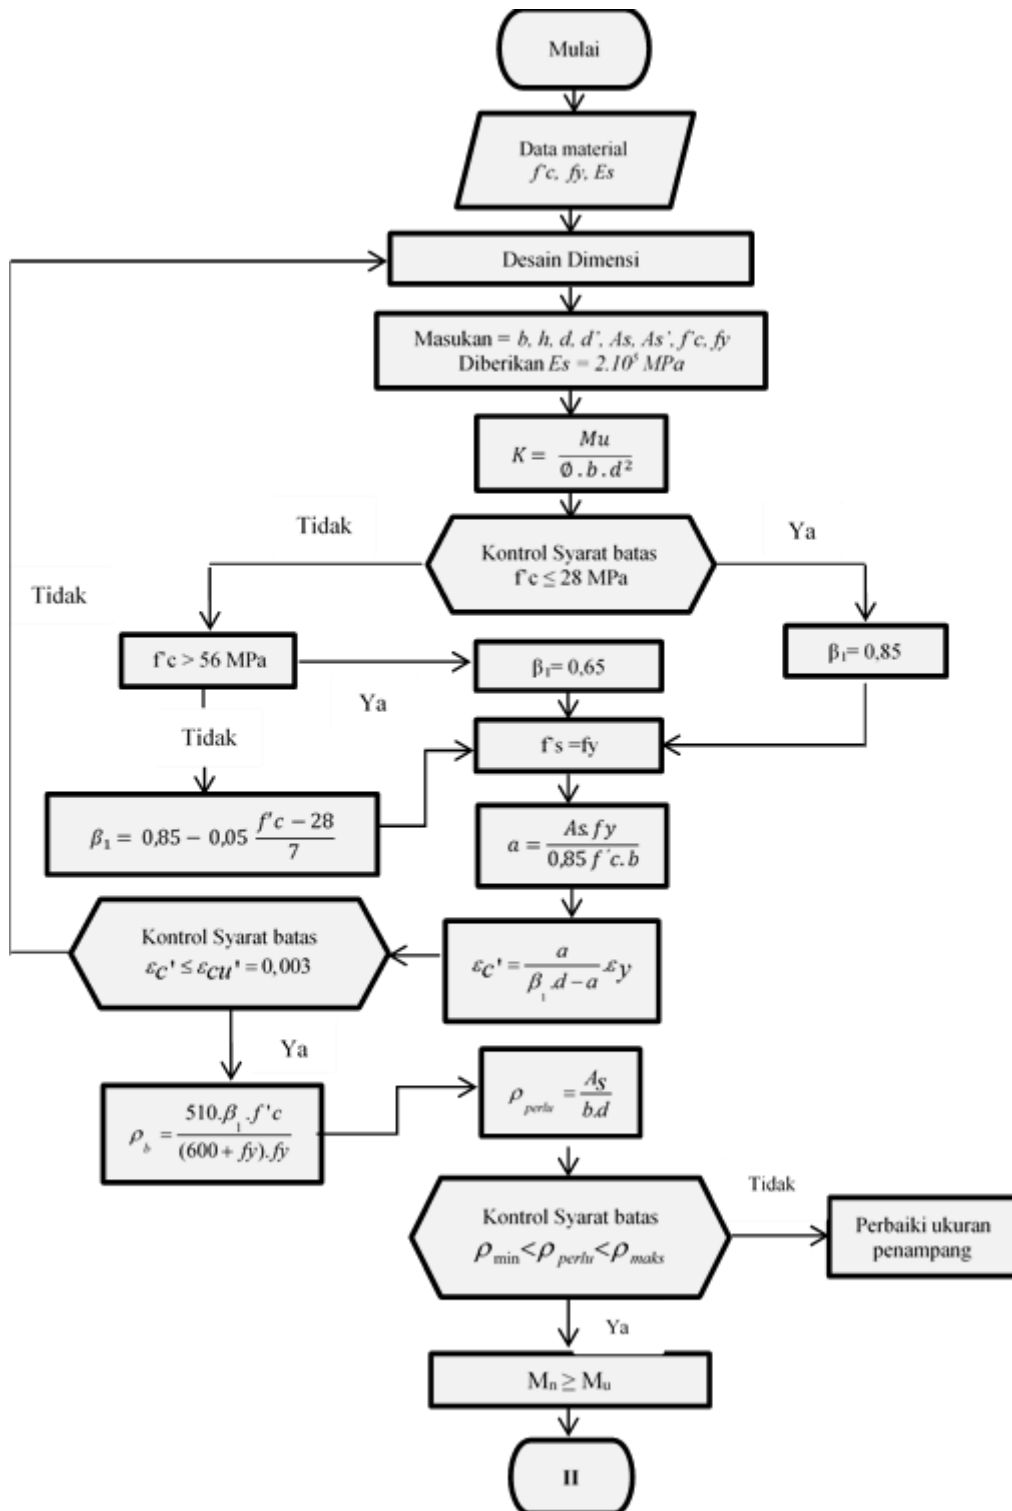 Mulai
Data material
f'c, fy, Es
Desain Dimensi
Masukan = b, h, d, d', As, As', f'c, fy
Diberikan Es = 2.10⁵ MPa
K = Mu / ∅ . b . d²
Tidak
Ya
Kontrol Syarat batas
f'c ≤ 28 MPa
Tidak
f'c > 56 MPa
β₁= 0,65
β₁= 0,85
Ya
Tidak
f's =fy
β₁ = 0,85 − 0,05 f'c − 28 / 7
a = As.fy / 0,85 f'c.b
Kontrol Syarat batas
εc' ≤ εcu' = 0,003
εc' = a / β₁.d − a .εy
Ya
ρb = 510.β₁.f'c / (600 + fy).fy
ρperlu = As / b.d
Tidak
Kontrol Syarat batas
ρmin<ρperlu<ρmaks
Perbaiki ukuran
penampang
Ya
Mn ≥ Mu
II